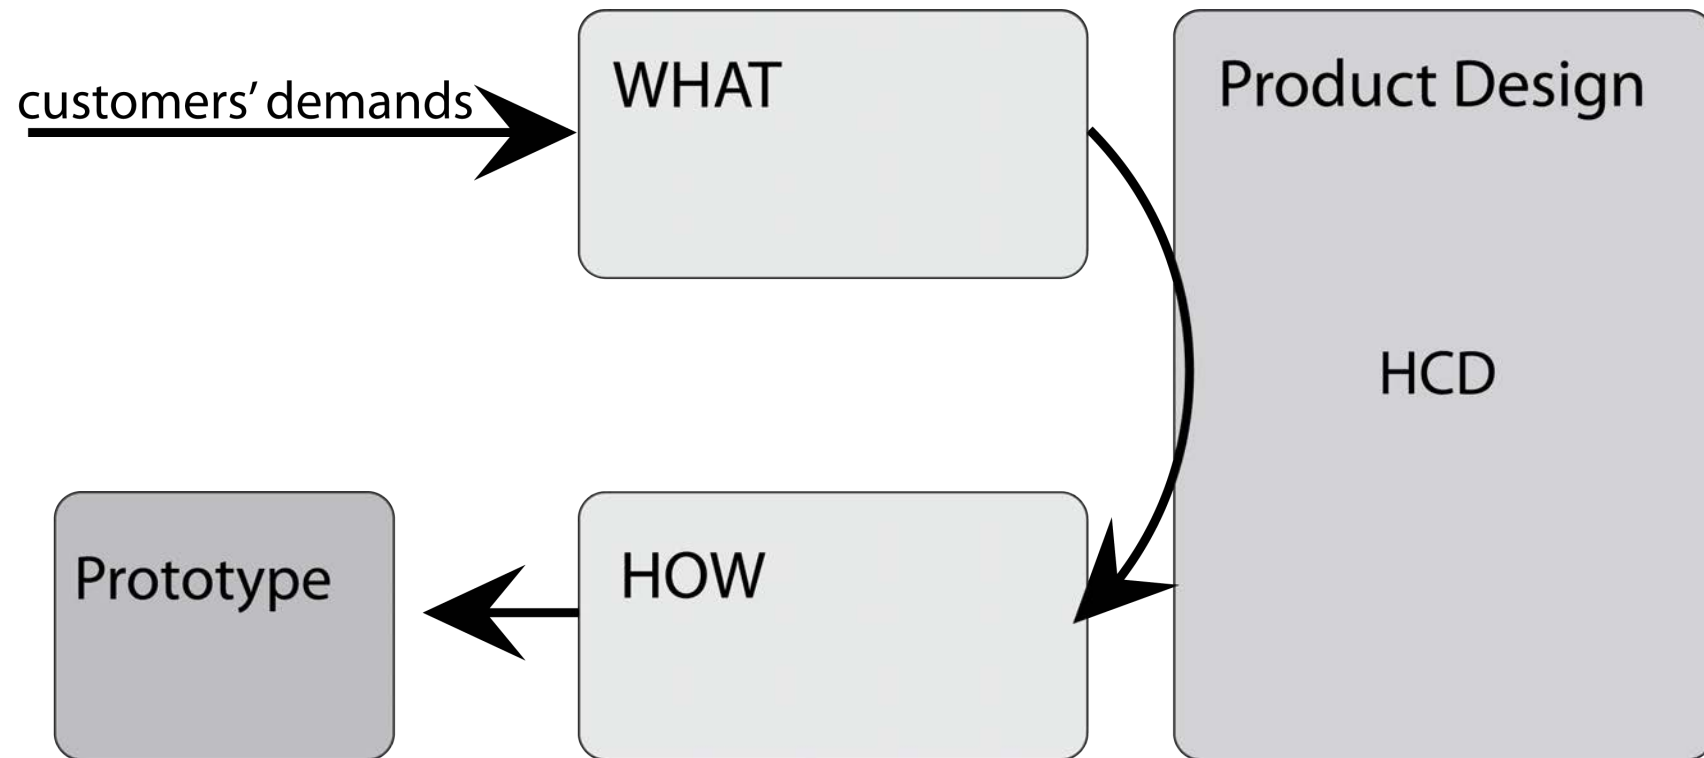 customers’ demands
WHAT
Product Design
HCD
Prototype
HOW